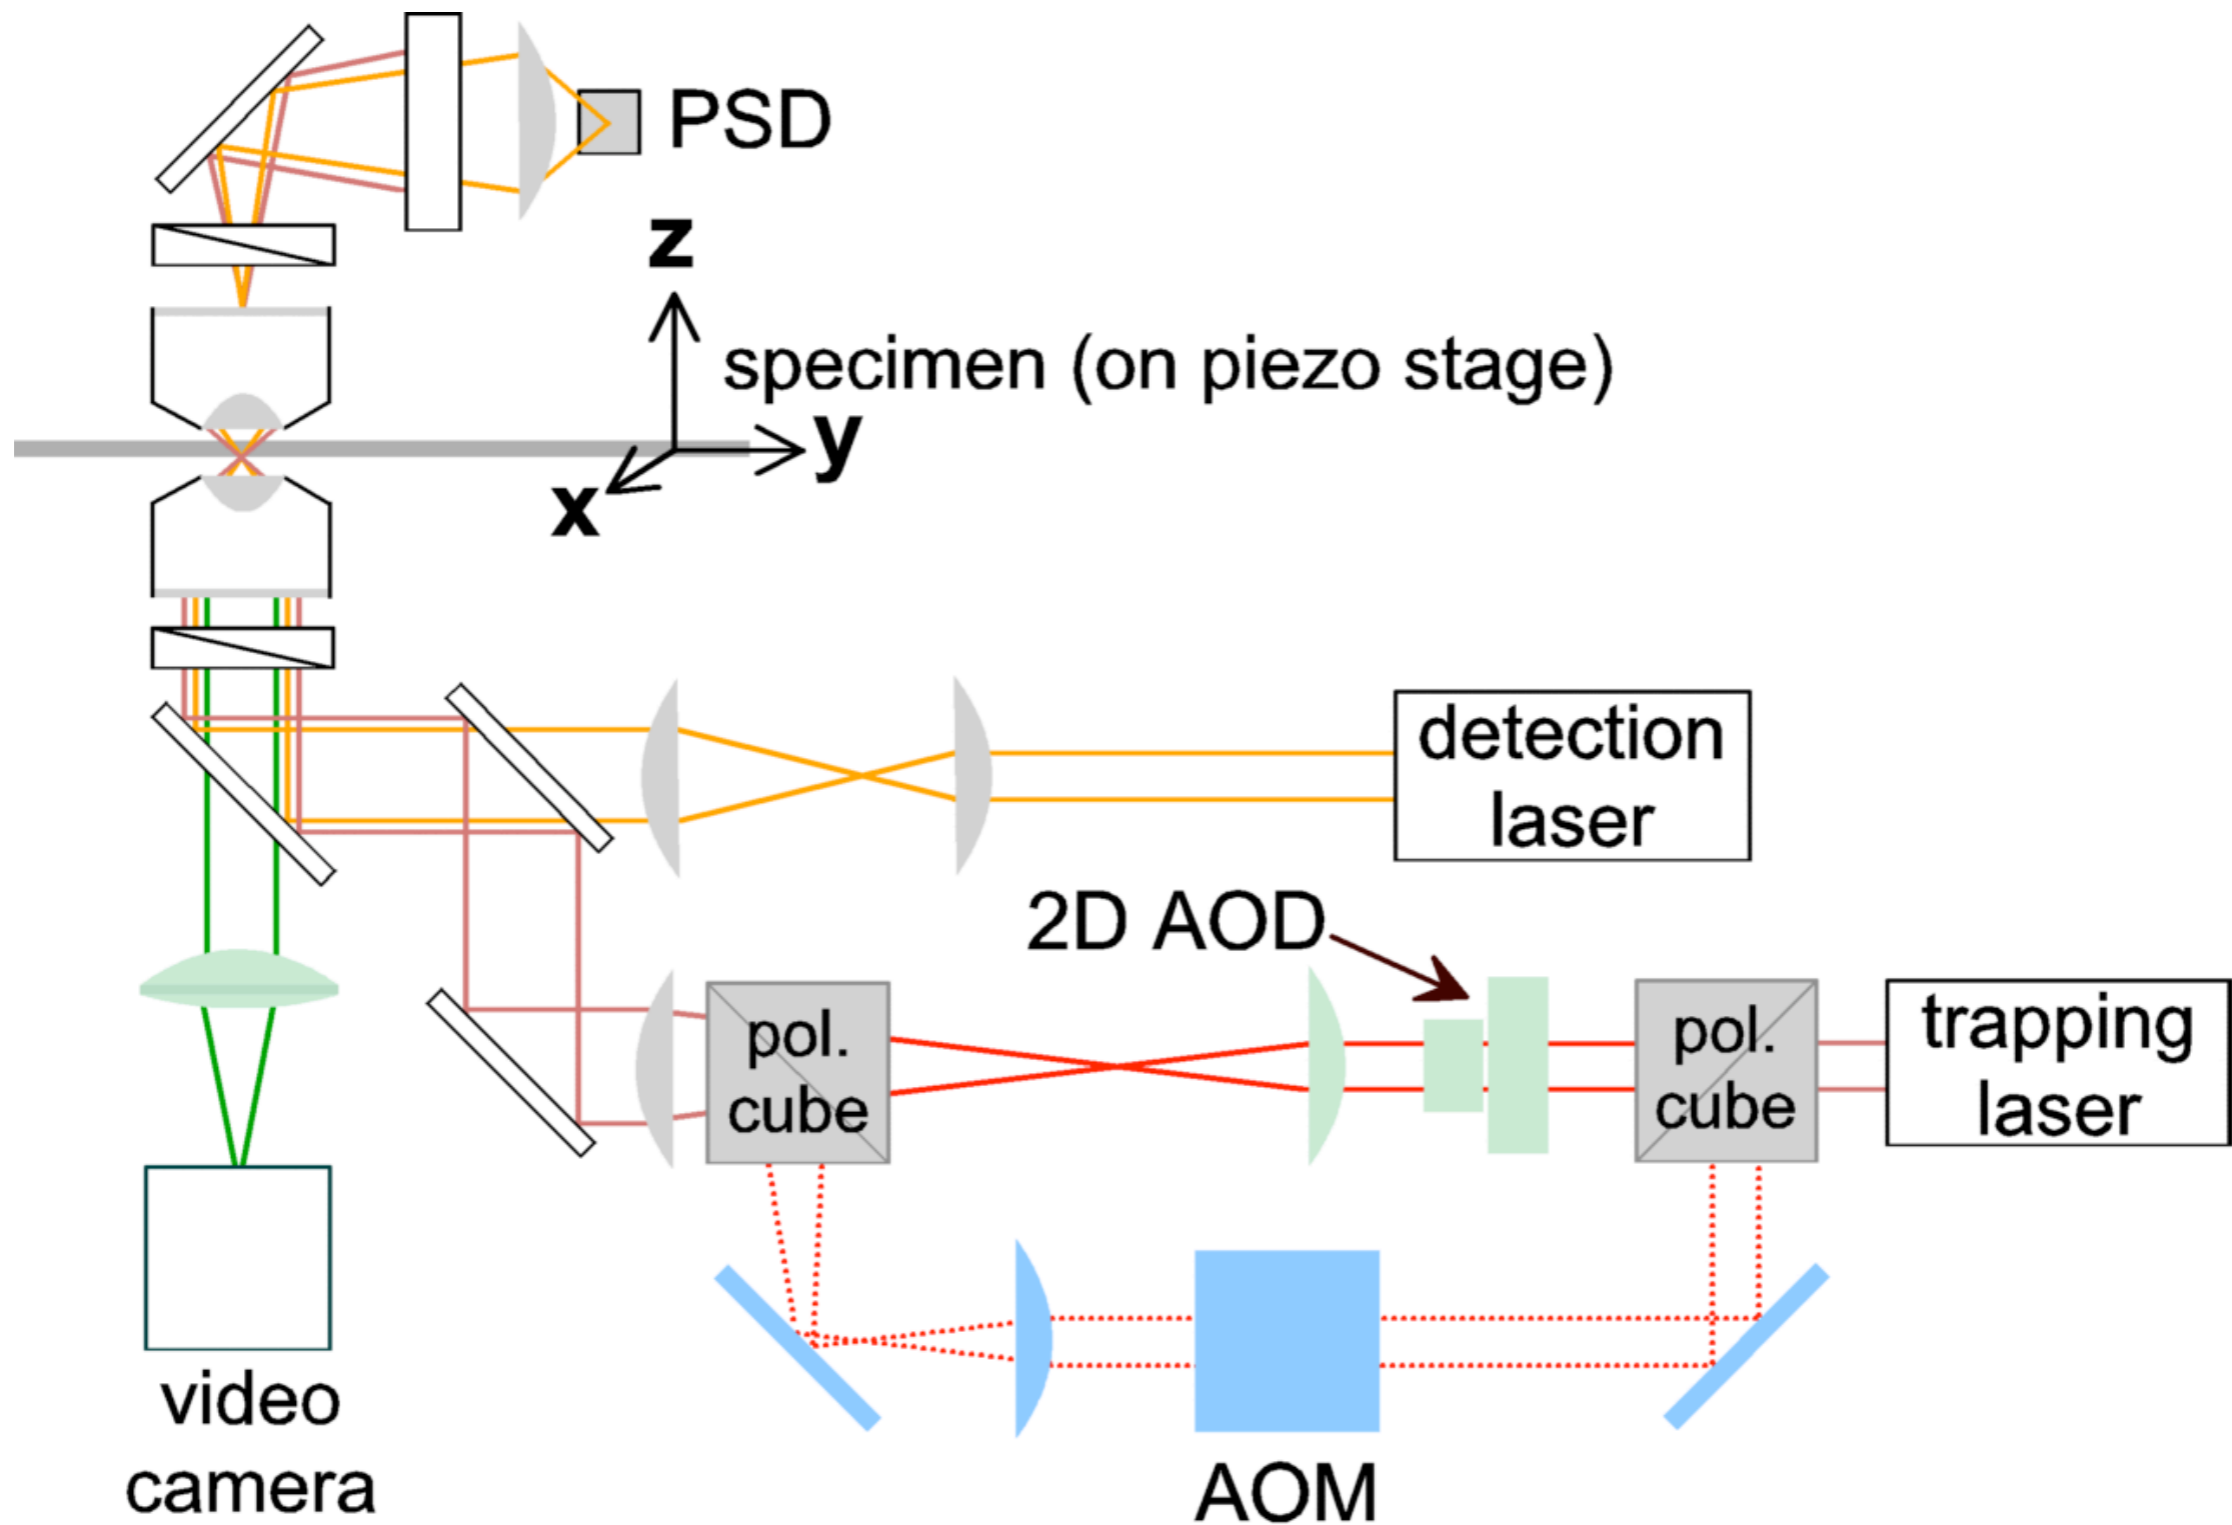 PSD
z
specimen (on piezo stage)
y
x
detection
laser
2D AOD
pol.
cube
pol.
cube
trapping
laser
video
camera
AOM